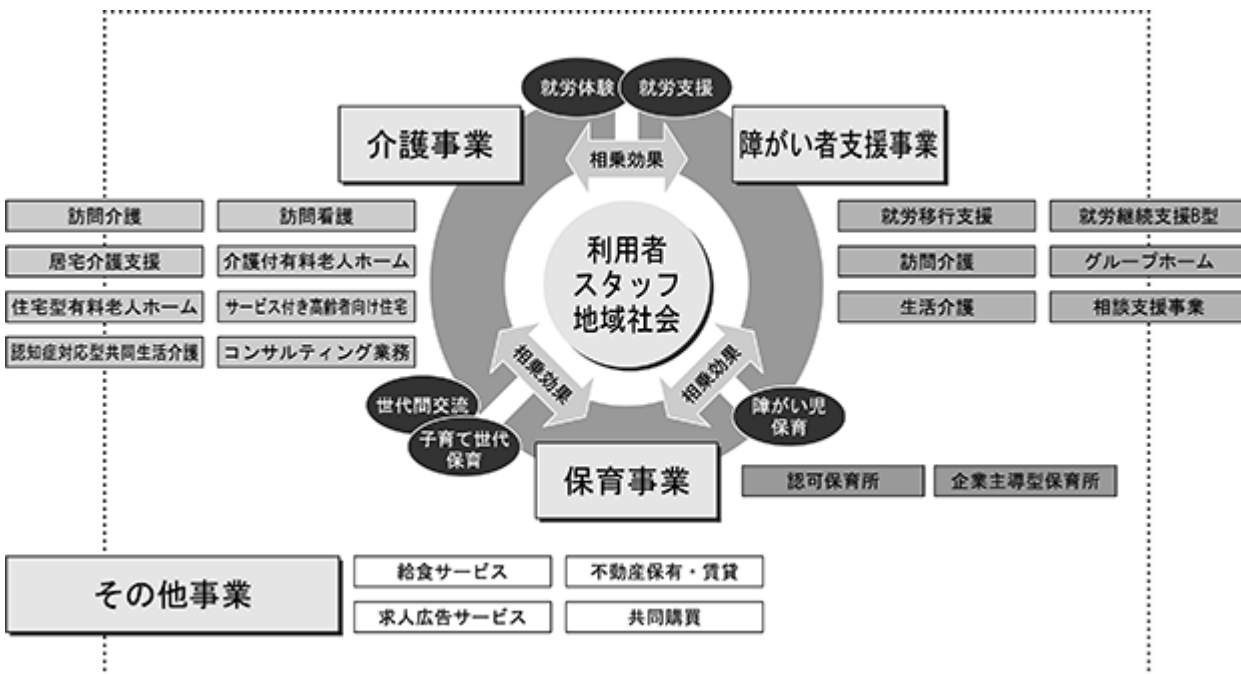 就労体験
就労支援
介護事業
相乗効果
障がい者支援事業
訪問介護
訪問看護
居宅介護支援
介護付有料老人ホーム
住宅型有料老人ホーム
サービス付き高齢者向け住宅
認知症対応型共同生活介護
コンサルティング業務
利用者
スタッフ
地域社会
就労移行支援
就労継続支援B型
訪問介護
グループホーム
生活介護
相談支援事業
相乗効果
相乗効果
世代間交流
子育て世代
保育
障がい児
保育
保育事業
認可保育所
企業主導型保育所
その他事業
給食サービス
不動産保有・賃貸
求人広告サービス
共同購買